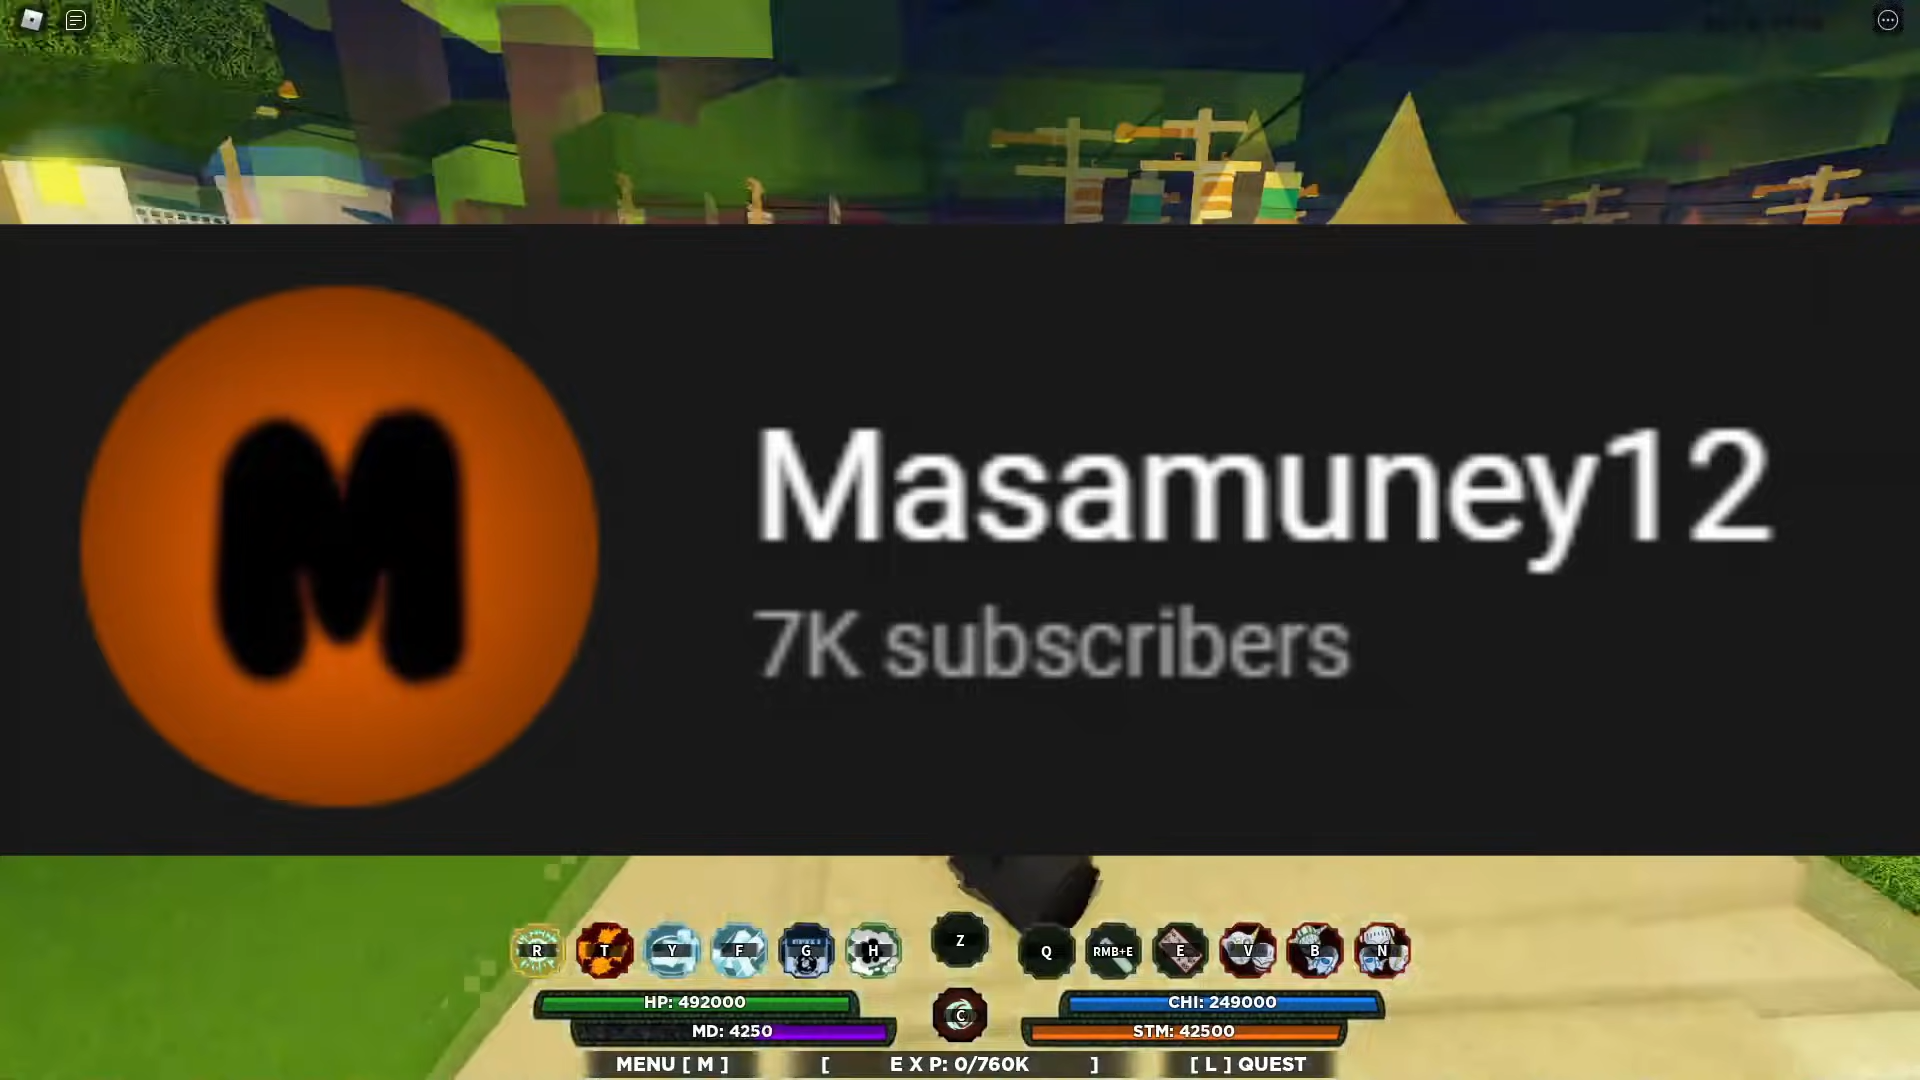 M
Masamuney12
7K subscribers
R T Y F G H Z Q RMB+E E V B N
HP: 492000
CHI: 249000
C
MD: 4250
STM: 42500
MENU [ M ]
[ E X P: 0/760K ]
[ L ] QUEST